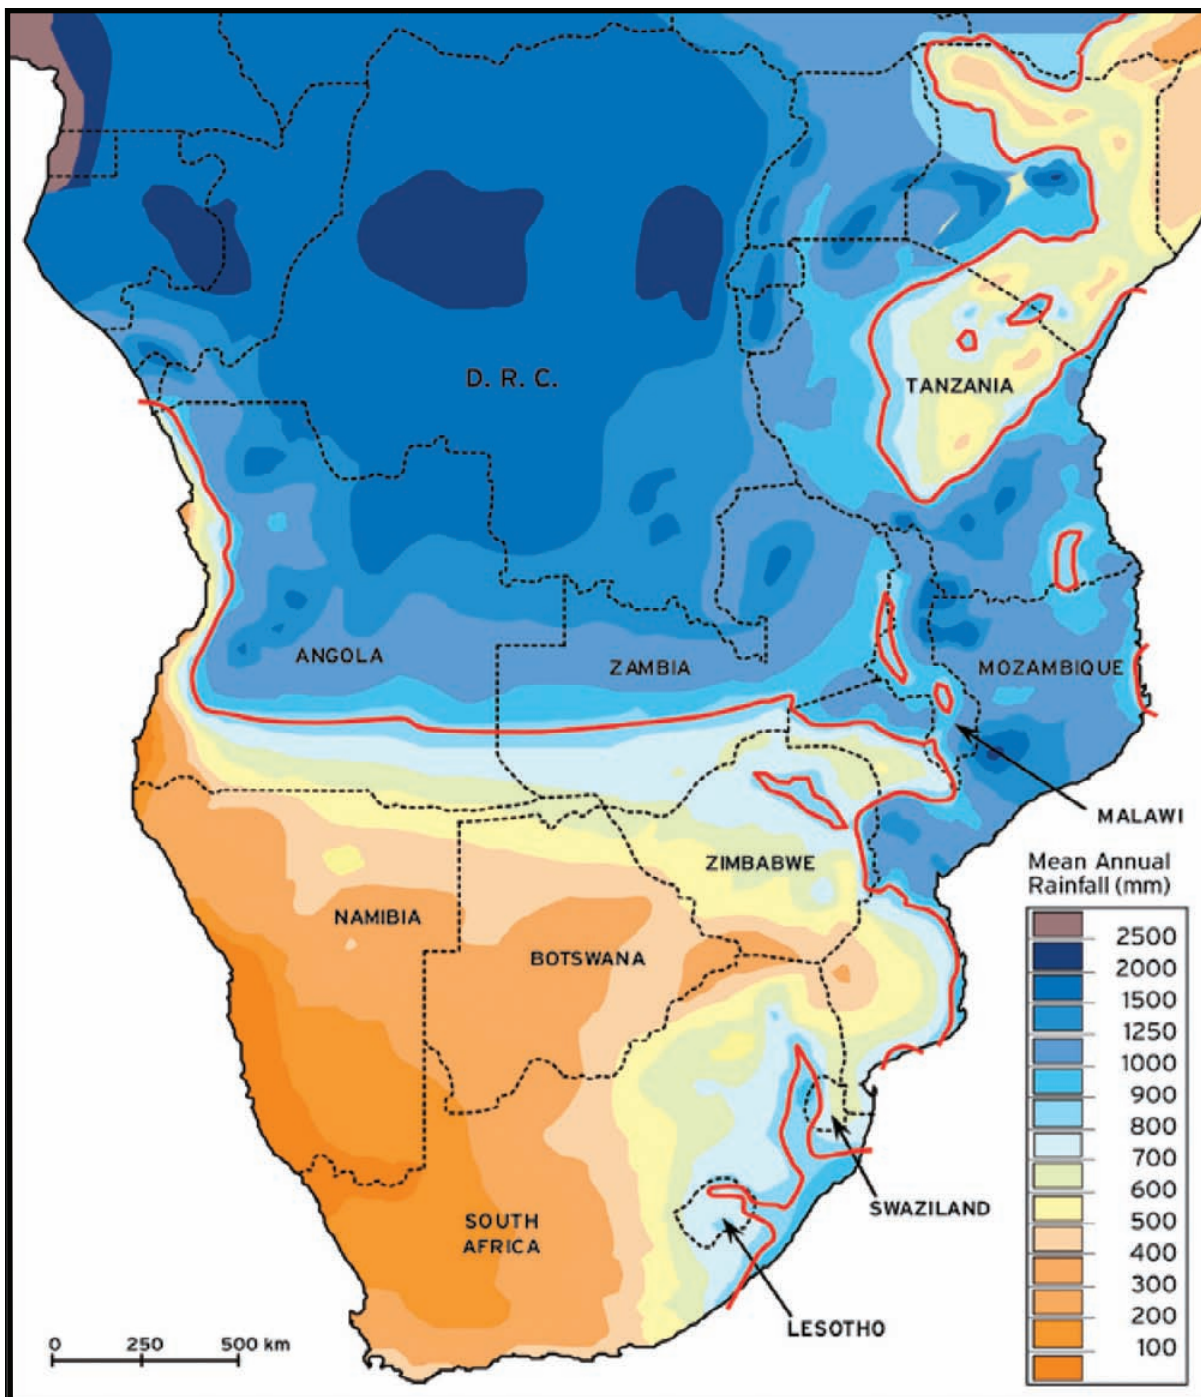 D. R. C.
TANZANIA
ANGOLA
ZAMBIA
MOZAMBIQUE
MALAWI
ZIMBABWE
NAMIBIA
BOTSWANA
SOUTH
AFRICA
SWAZILAND
LESOTHO
Mean Annual
Rainfall (mm)
2500
2000
1500
1250
1000
900
800
700
600
500
400
300
200
100
0 250 500 km